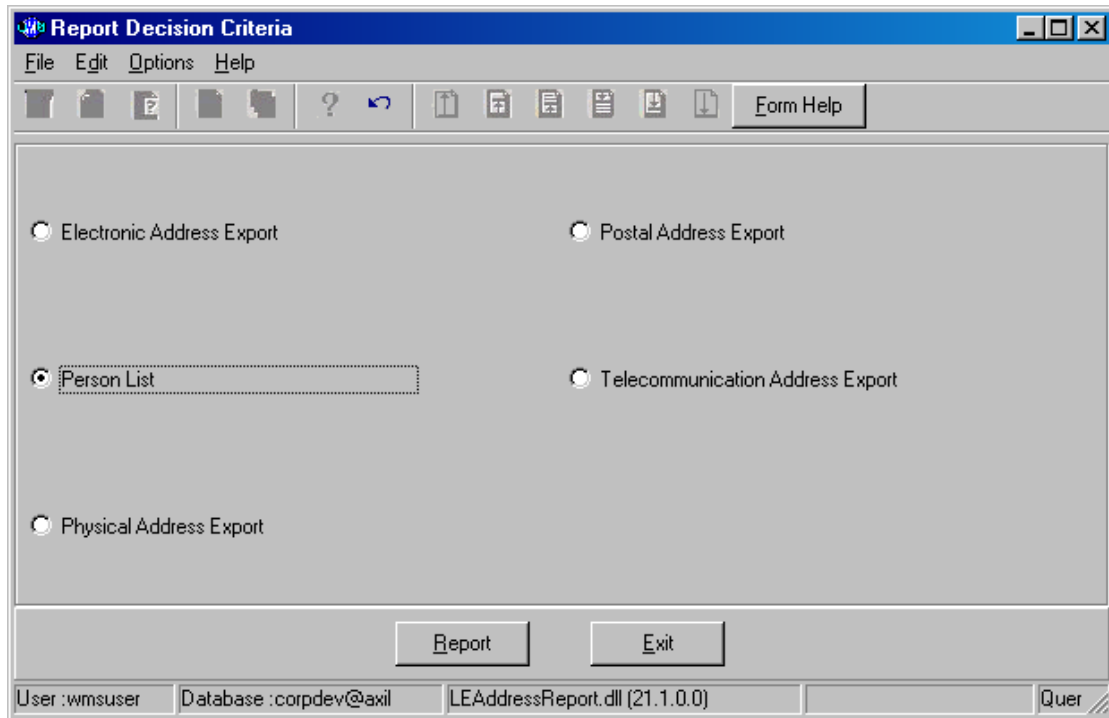 Report Decision Criteria
File Edit Options Help
? ? Form Help
Electronic Address Export
Postal Address Export
Person List
Telecommunication Address Export
Physical Address Export
Report Exit
User :wmsuser Database :corpdev@axil LEAddressReport.dll (21.1.0.0) Quer